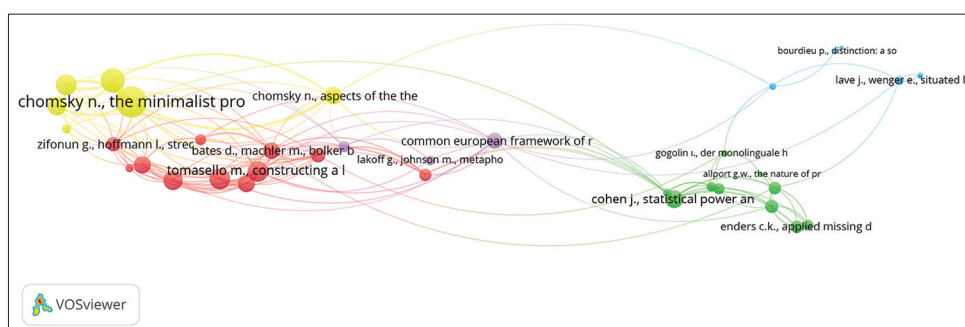 bourdieu p., distinction: a so
lave j., wenger e., situated l
chomsky n., the minimalist pro
chomsky n., aspects of the the
zifonun g., hoffmann l., strec
bates d., machler m., bolker b
common european framework of r
lakoff g., johnson m., metapho
gogolin ı., der monolinguale h
tomasello m., constructing a l
allport g.w., the nature of pr
cohen j., statistical power an
enders c.k., applied missing d
VOSviewer